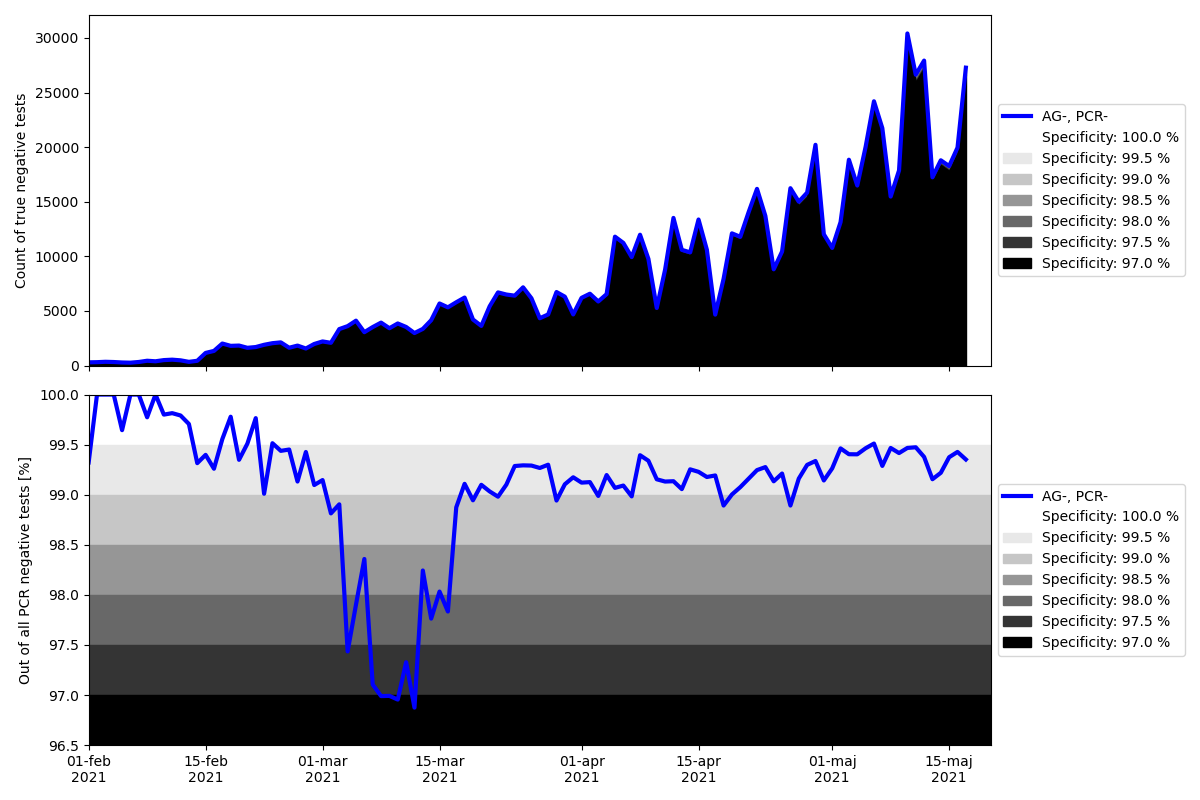 30000
25000
20000
15000
10000
5000
0
Count of true negative tests
AG-, PCR-
Specificity: 100.0 %
Specificity: 99.5 %
Specificity: 99.0 %
Specificity: 98.5 %
Specificity: 98.0 %
Specificity: 97.5 %
Specificity: 97.0 %
100.0
99.5
99.0
98.5
98.0
97.5
97.0
96.5
Out of all PCR negative tests [%]
AG-, PCR-
Specificity: 100.0 %
Specificity: 99.5 %
Specificity: 99.0 %
Specificity: 98.5 %
Specificity: 98.0 %
Specificity: 97.5 %
Specificity: 97.0 %
01-feb 15-feb 01-mar 15-mar 01-apr 15-apr 01-maj 15-maj
2021 2021 2021 2021 2021 2021 2021 2021